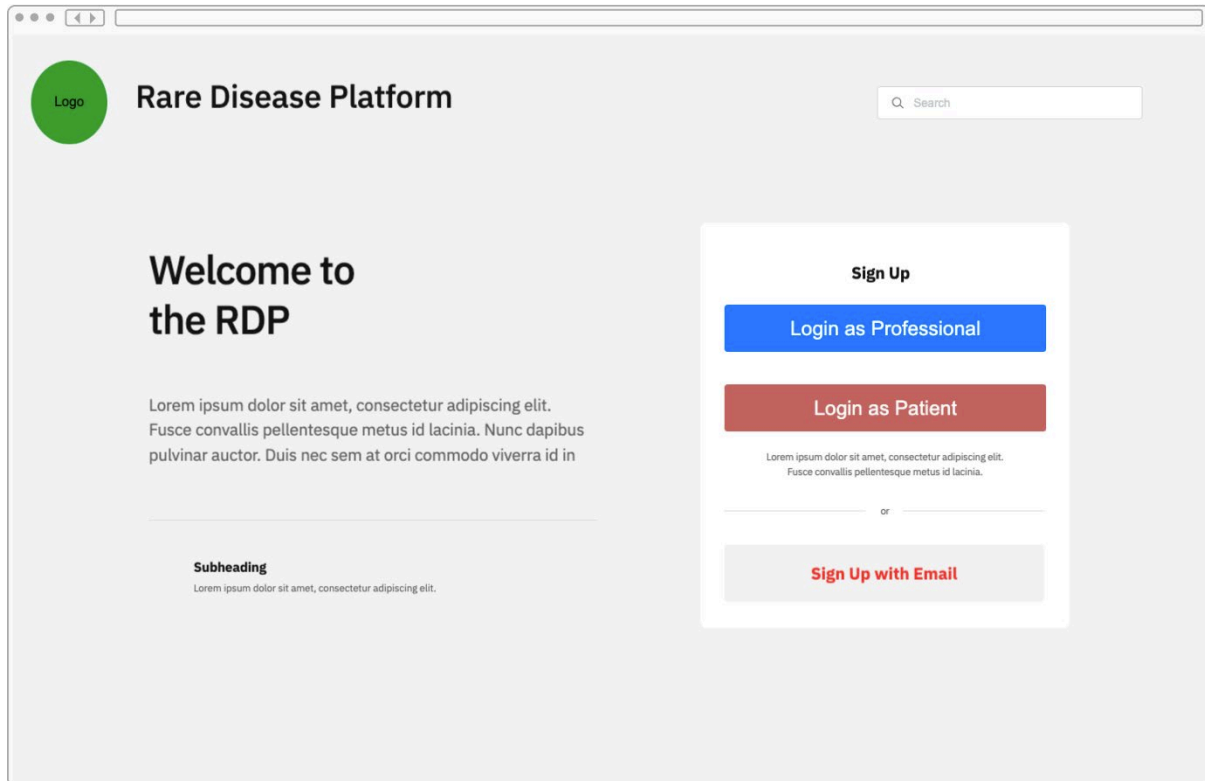 Logo
Rare Disease Platform
Search
Welcome to
the RDP
Lorem ipsum dolor sit amet, consectetur adipiscing elit.
Fusce convallis pellentesque metus id lacinia. Nunc dapibus
pulvinar auctor. Duis nec sem at orci commodo viverra id in
Subheading
Lorem ipsum dolor sit amet, consectetur adipiscing elit.
Sign Up
Login as Professional
Login as Patient
Lorem ipsum dolor sit amet, consectetur adipiscing elit.
Fusce convallis pellentesque metus id lacinia.
or
Sign Up with Email